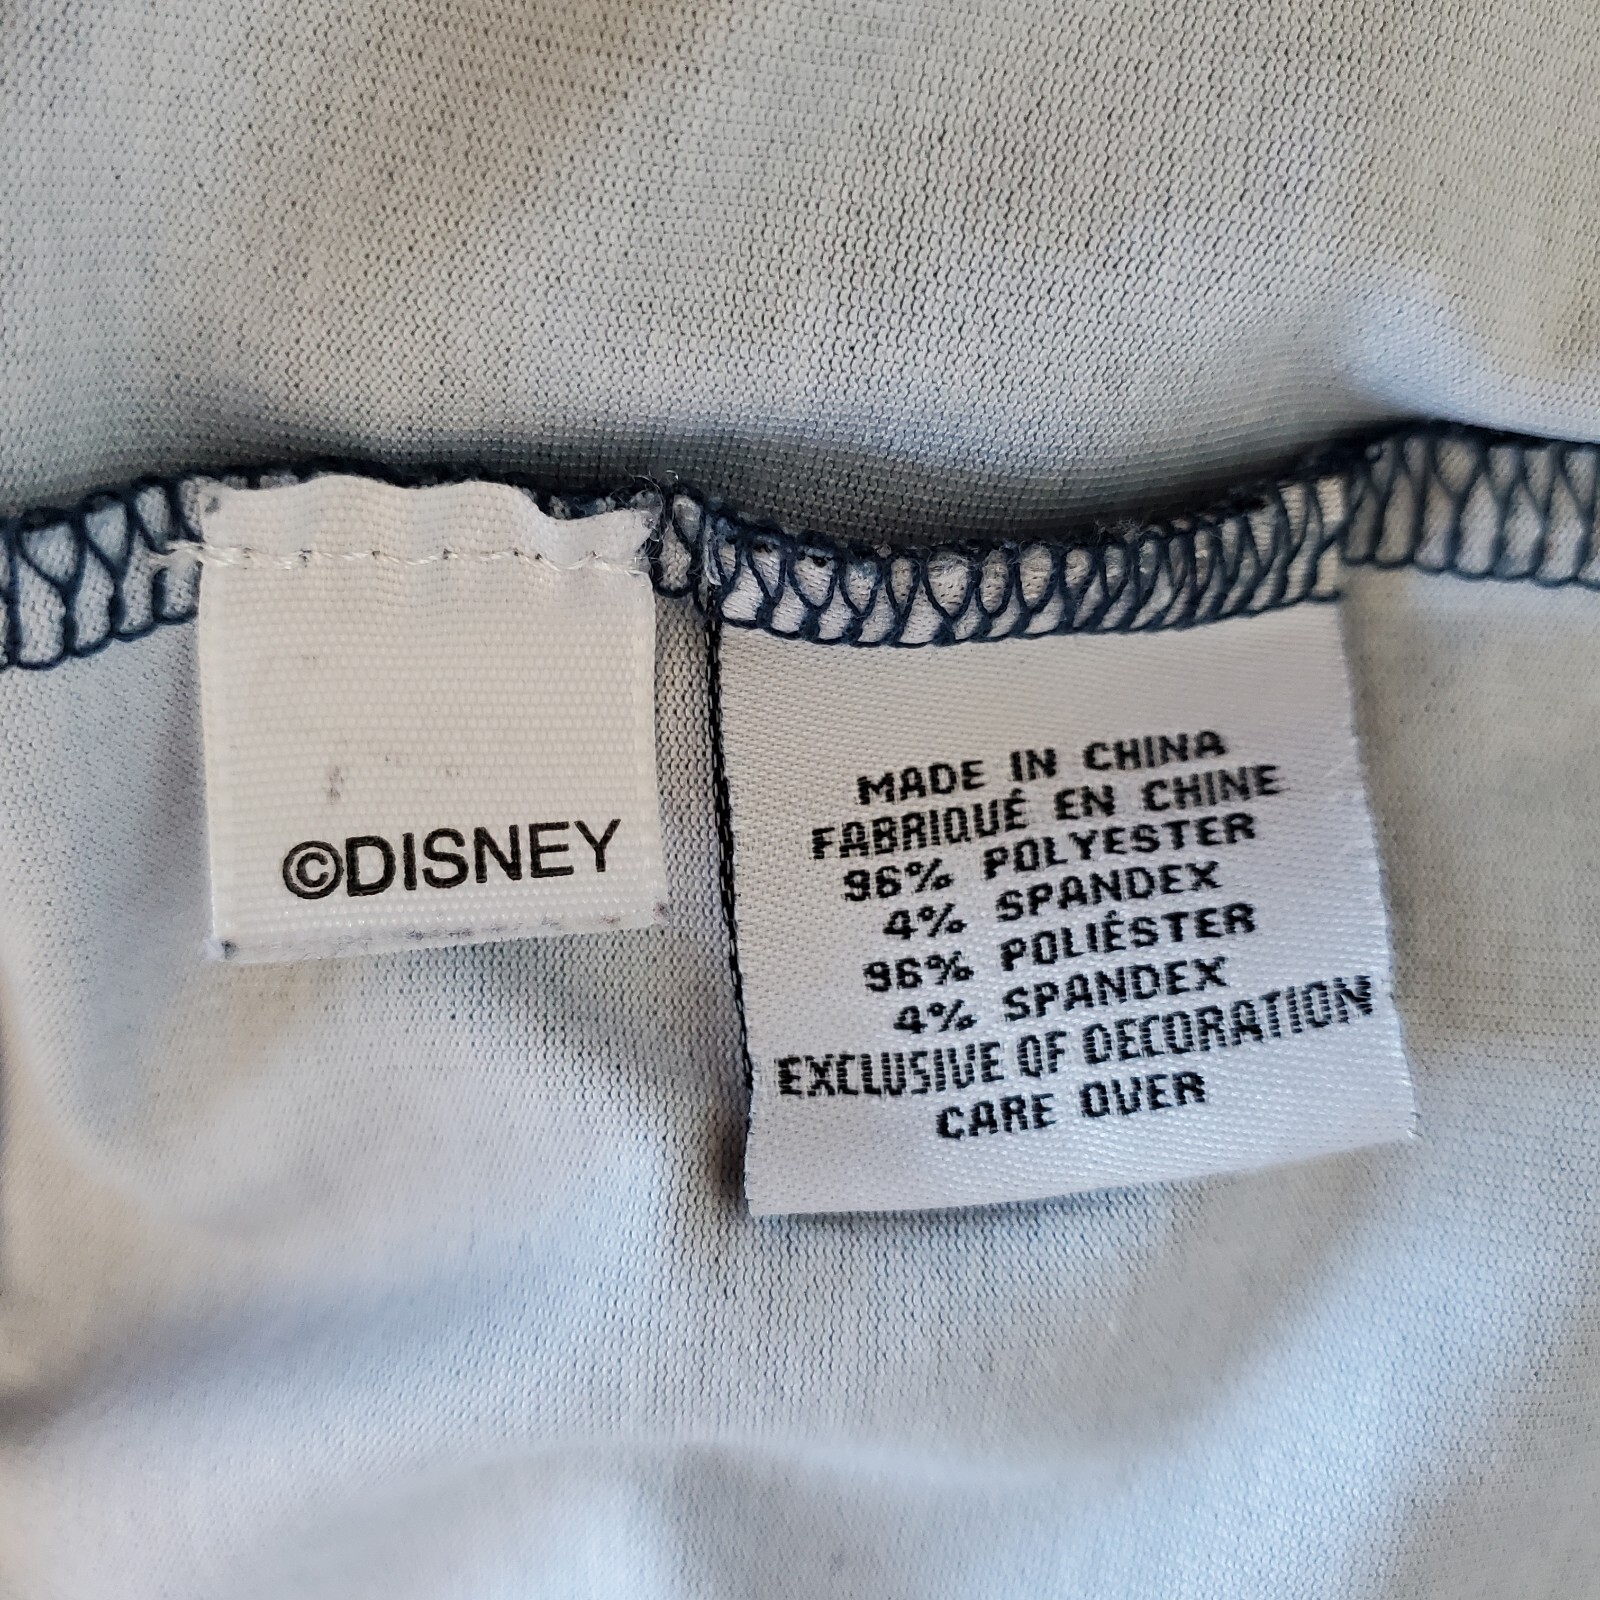 ©DISNEY
MADE IN CHINA
FABRIQUÉ EN CHINE
96% POLYESTER
4% SPANDEX
96% POLIÉSTER
4% SPANDEX
EXCLUSIVE OF DECORATION
CARE OVER